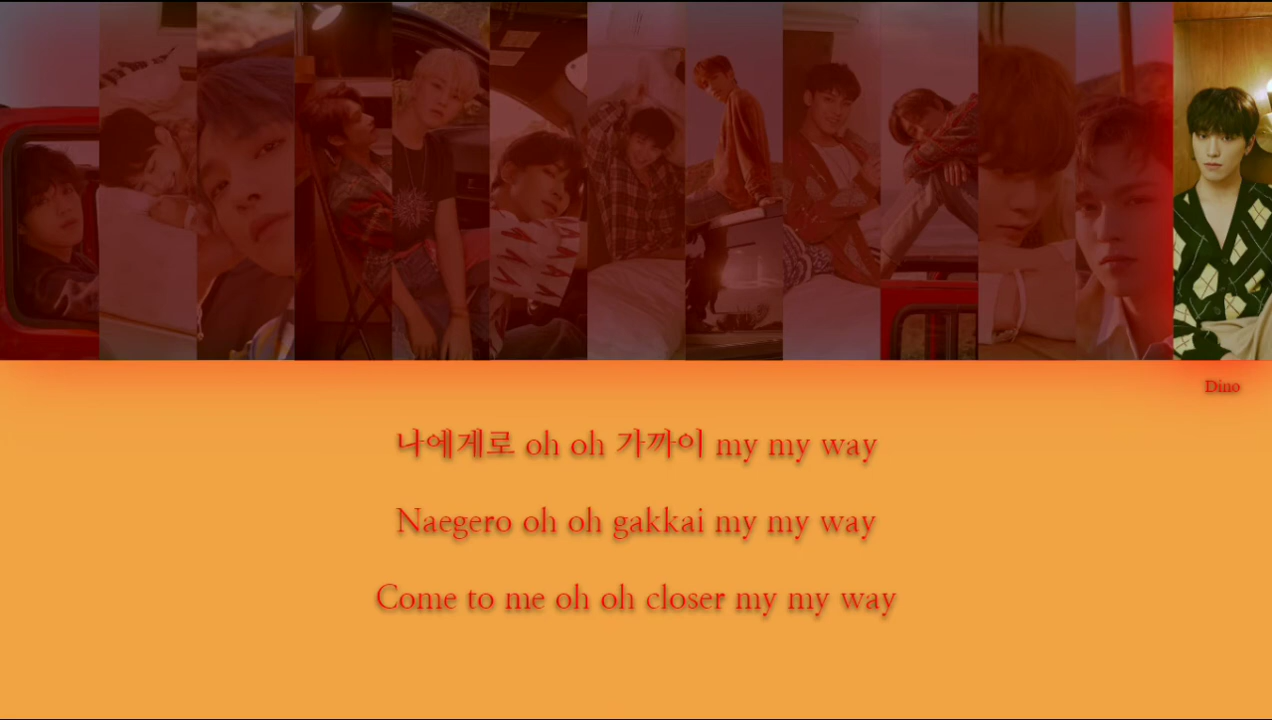 Dino
나에게로 oh oh 가까이 my my way
Naegero oh oh gakkai my my way
Come to me oh oh closer my my way